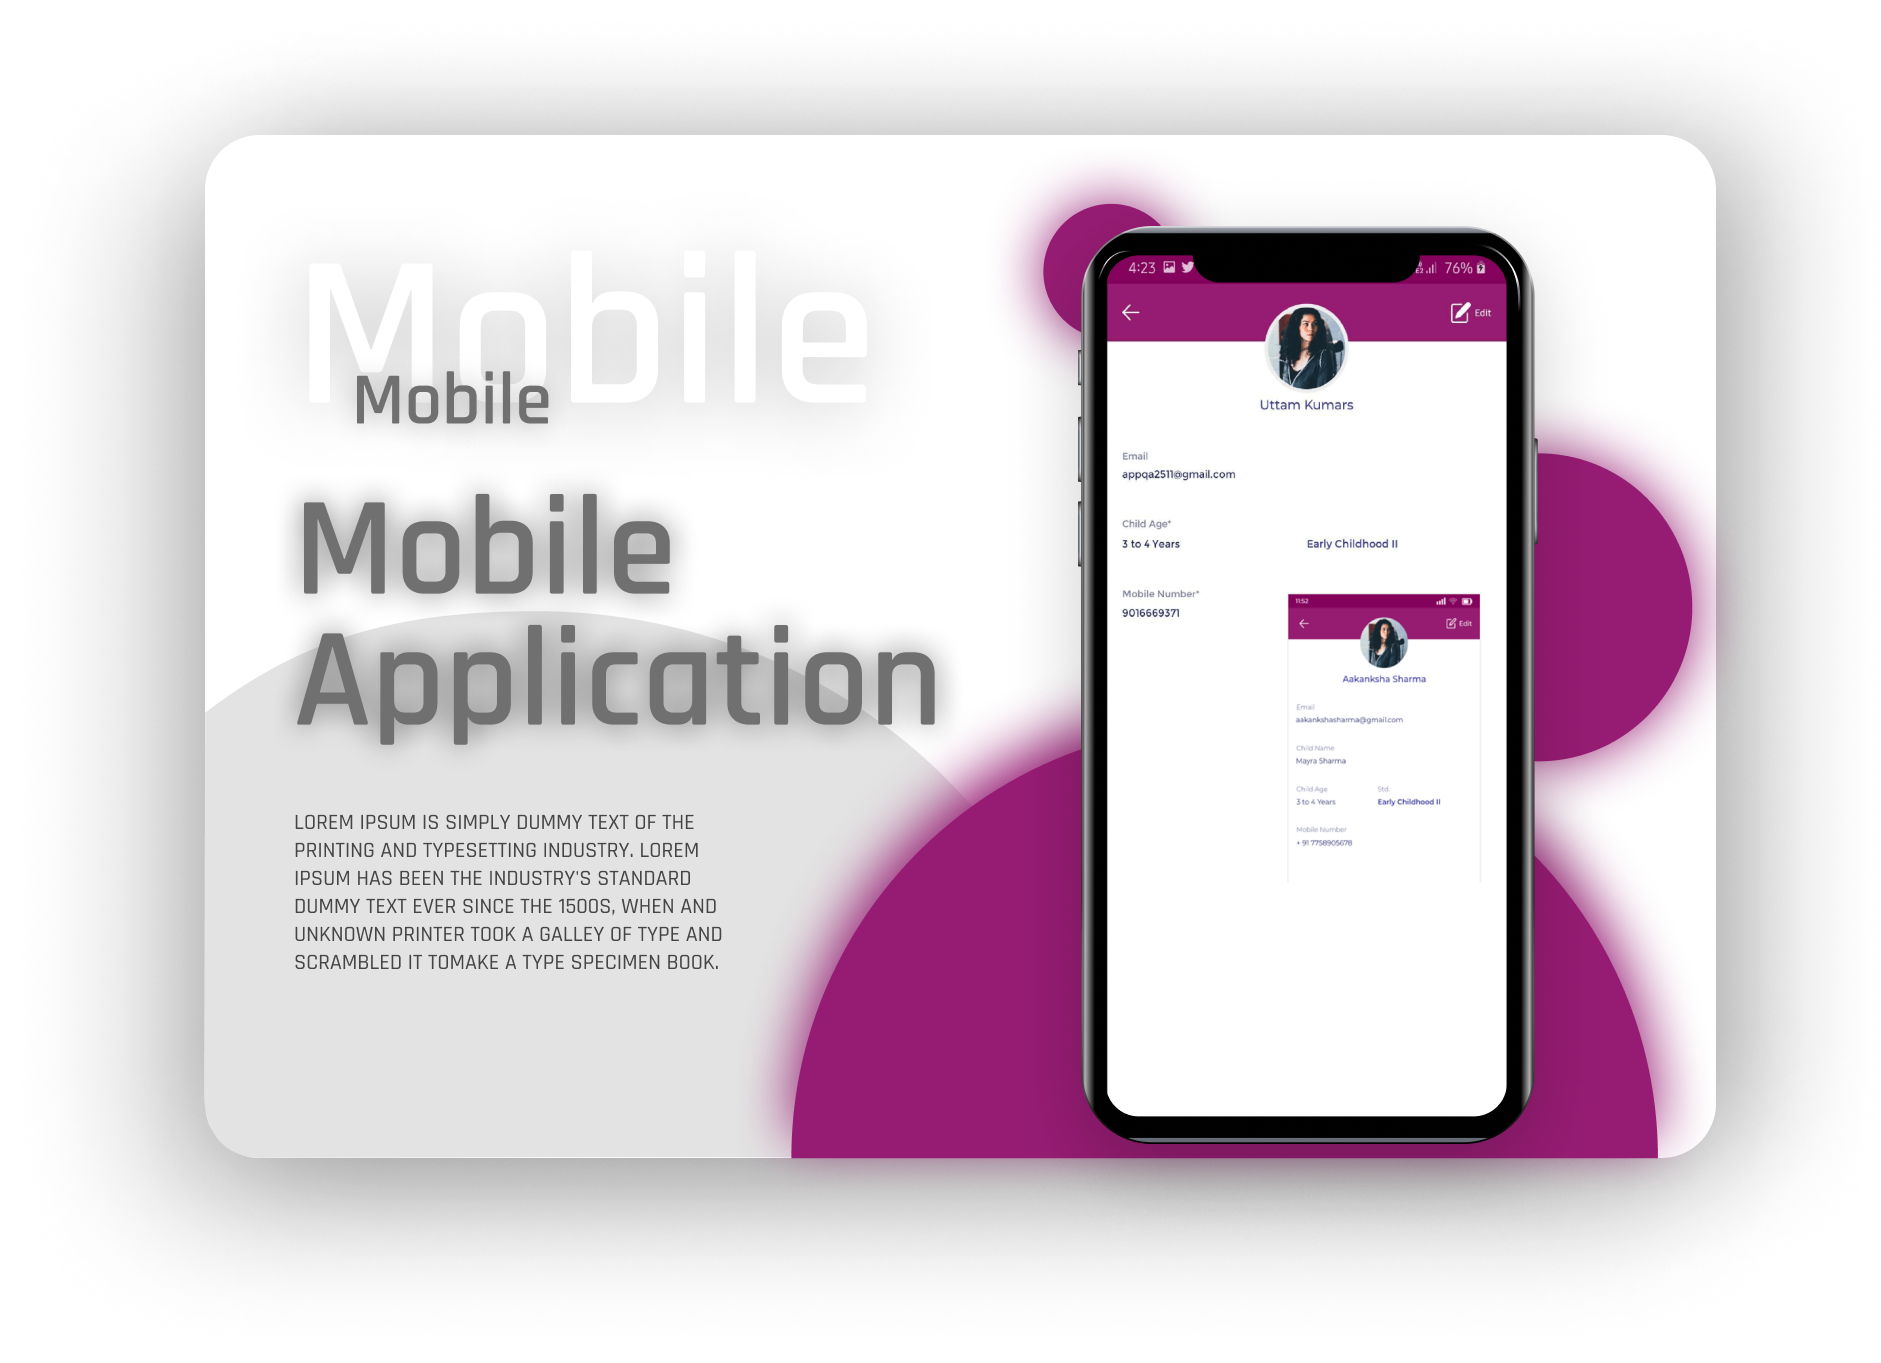 Mobile
Mobile
Mobile
Application
LOREM IPSUM IS SIMPLY DUMMY TEXT OF THE
PRINTING AND TYPESETTING INDUSTRY. LOREM
IPSUM HAS BEEN THE INDUSTRY'S STANDARD
DUMMY TEXT EVER SINCE THE 1500S, WHEN AND
UNKNOWN PRINTER TOOK A GALLEY OF TYPE AND
SCRAMBLED IT TOMAKE A TYPE SPECIMEN BOOK.
4:23 76%
Edit
Uttam Kumars
Email
appqa2511@gmail.com
Child Age*
3 to 4 Years Early Childhood II
Mobile Number*
9016669371
11:52
Edit
Aakanksha Sharma
Email
aakankshasharma@gmail.com
Child Name
Mayra Sharma
Child Age Std.
3 to 4 Years Early Childhood II
Mobile Number
+ 91 7758905678